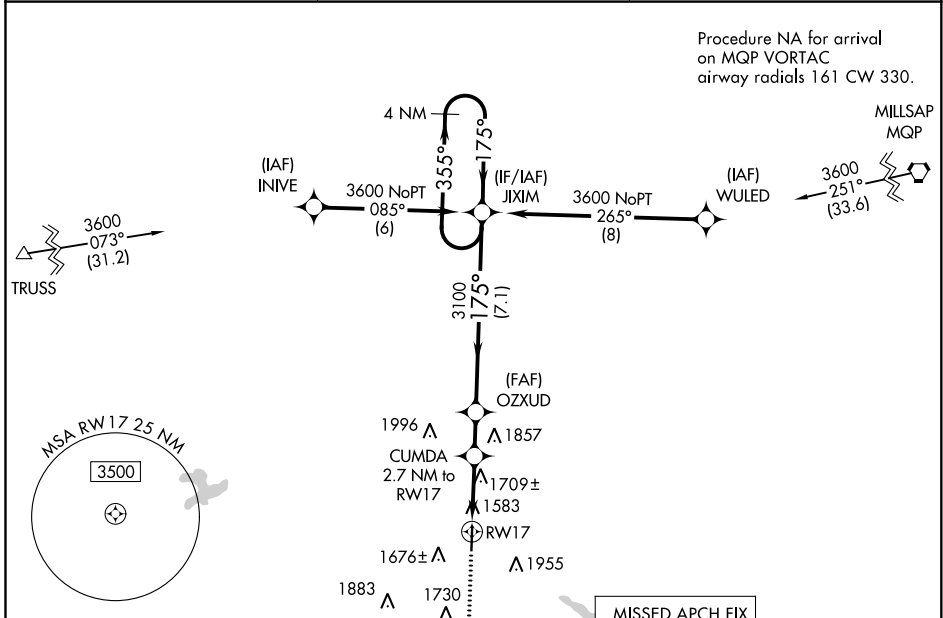 Procedure NA for arrival
on MQP VORTAC
airway radials 161 CW 330.
MILLSAP
MQP
3600
251°
(33.6)
4 NM
355°
175°
(IAF)
INIVE
3600 NoPT
085°
(6)
(IF/IAF)
JIXIM
3600 NoPT
265°
(8)
(IAF)
WULED
3600
073°
(31.2)
TRUSS
3100
175°
(7.1)
(FAF)
OZXUD
1996
1857
CUMDA
2.7 NM to
RW17
1709±
1583
RW17
MSA RW17 25 NM
3500
1676±
1955
1883
1730
MISSED APCH FIX